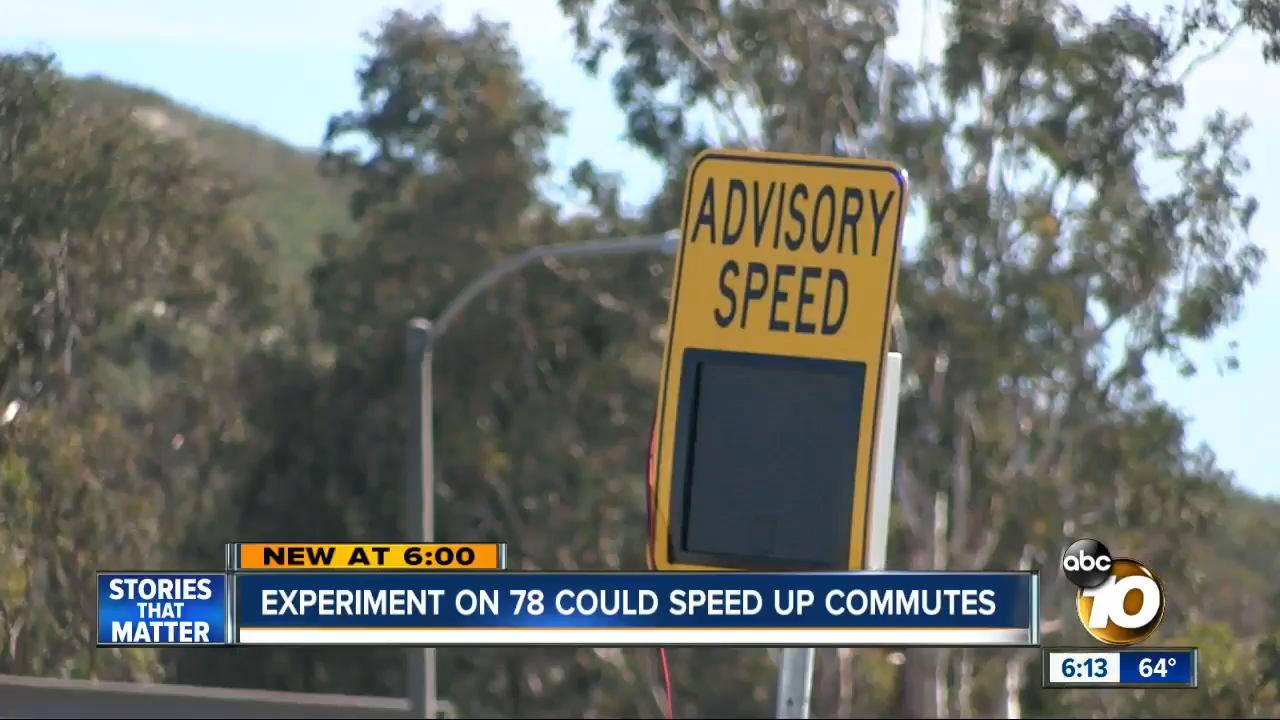 ADVISORY
SPEED
NEW AT 6:00
STORIES
THAT
MATTER
EXPERIMENT ON 78 COULD SPEED UP COMMUTES
abc
10
6:13 64°